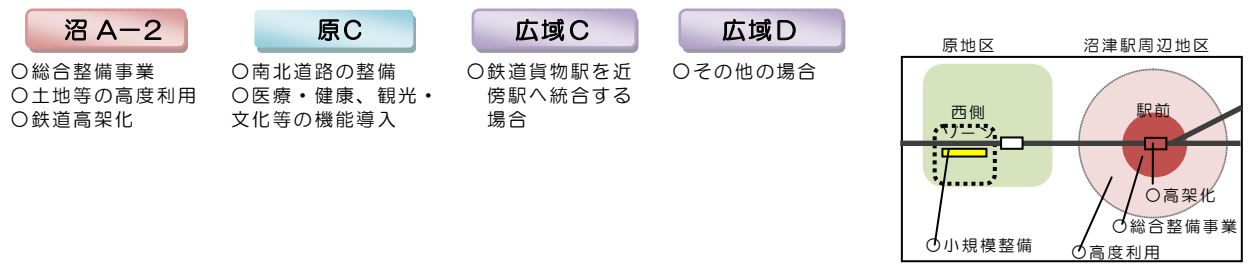 沼 A－2
○総合整備事業
○土地等の高度利用
○鉄道高架化
原C
○南北道路の整備
○医療・健康、観光・
文化等の機能導入
広域C
○鉄道貨物駅を近
傍駅へ統合する
場合
広域D
○その他の場合
原地区
沼津駅周辺地区
西側
ゾーン
駅前
○高架化
○総合整備事業
○小規模整備
○高度利用